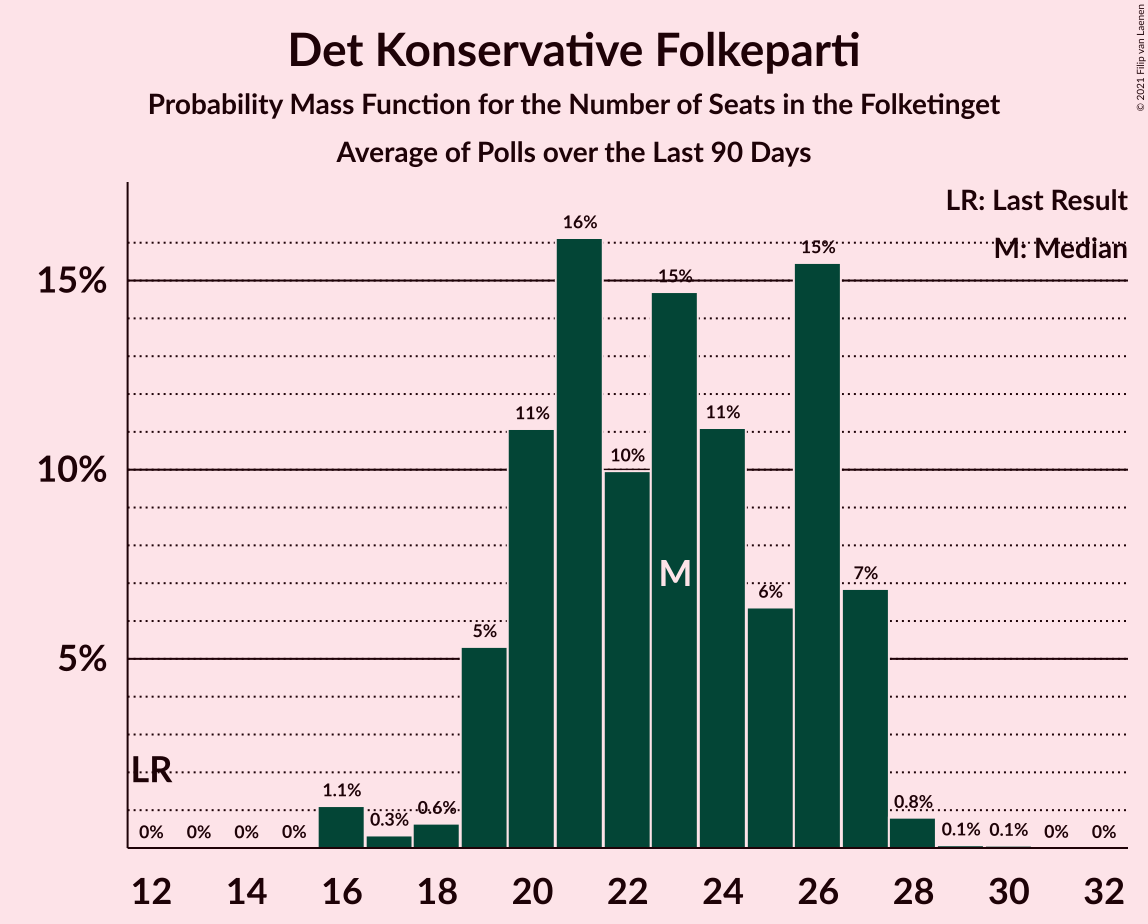 Det Konservative Folkeparti
Probability Mass Function for the Number of Seats in the Folketinget
Average of Polls over the Last 90 Days
© 2021 Filip van Laenen
LR: Last Result
M: Median
15%
10%
5%
0%
0%
0%
0%
1.1%
0.3%
0.6%
5%
11%
16%
10%
15%
11%
6%
15%
7%
0.8%
0.1%
0.1%
0%
0%
LR
M
12 14 16 18 20 22 24 26 28 30 32